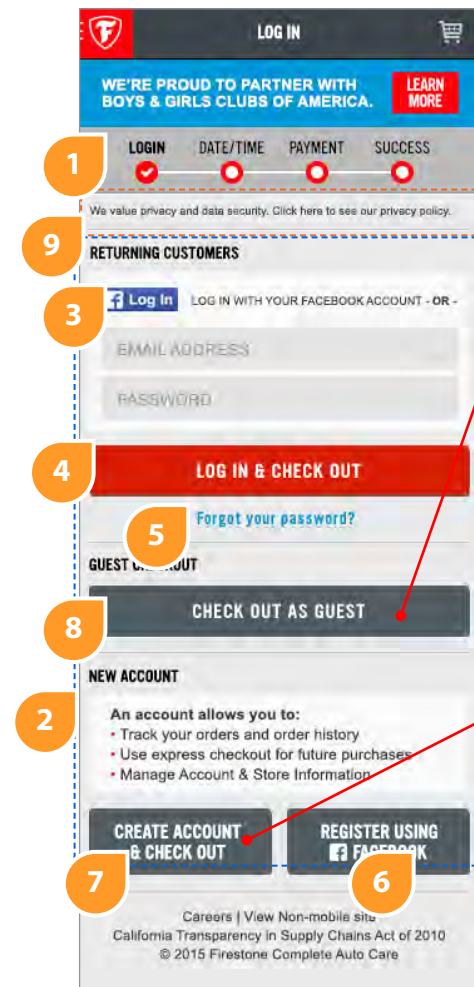 LOG IN
WE'RE PROUD TO PARTNER WITH
BOYS & GIRLS CLUBS OF AMERICA.
LEARN
MORE
1
LOGIN DATE/TIME PAYMENT SUCCESS
We value privacy and data security. Click here to see our privacy policy.
9
RETURNING CUSTOMERS
3
f Log In LOG IN WITH YOUR FACEBOOK ACCOUNT - OR -
EMAIL ADDRESS
PASSWORD
4
LOG IN & CHECK OUT
5
Forgot your password?
GUEST CHECKOUT
8
CHECK OUT AS GUEST
NEW ACCOUNT
2
An account allows you to:
• Track your orders and order history
• Use express checkout for future purchases
• Manage Account & Store Information
CREATE ACCOUNT
& CHECK OUT
REGISTER USING
f FACEBOOK
7
6
Careers | View Non-mobile site
California Transparency in Supply Chains Act of 2010
© 2015 Firestone Complete Auto Care